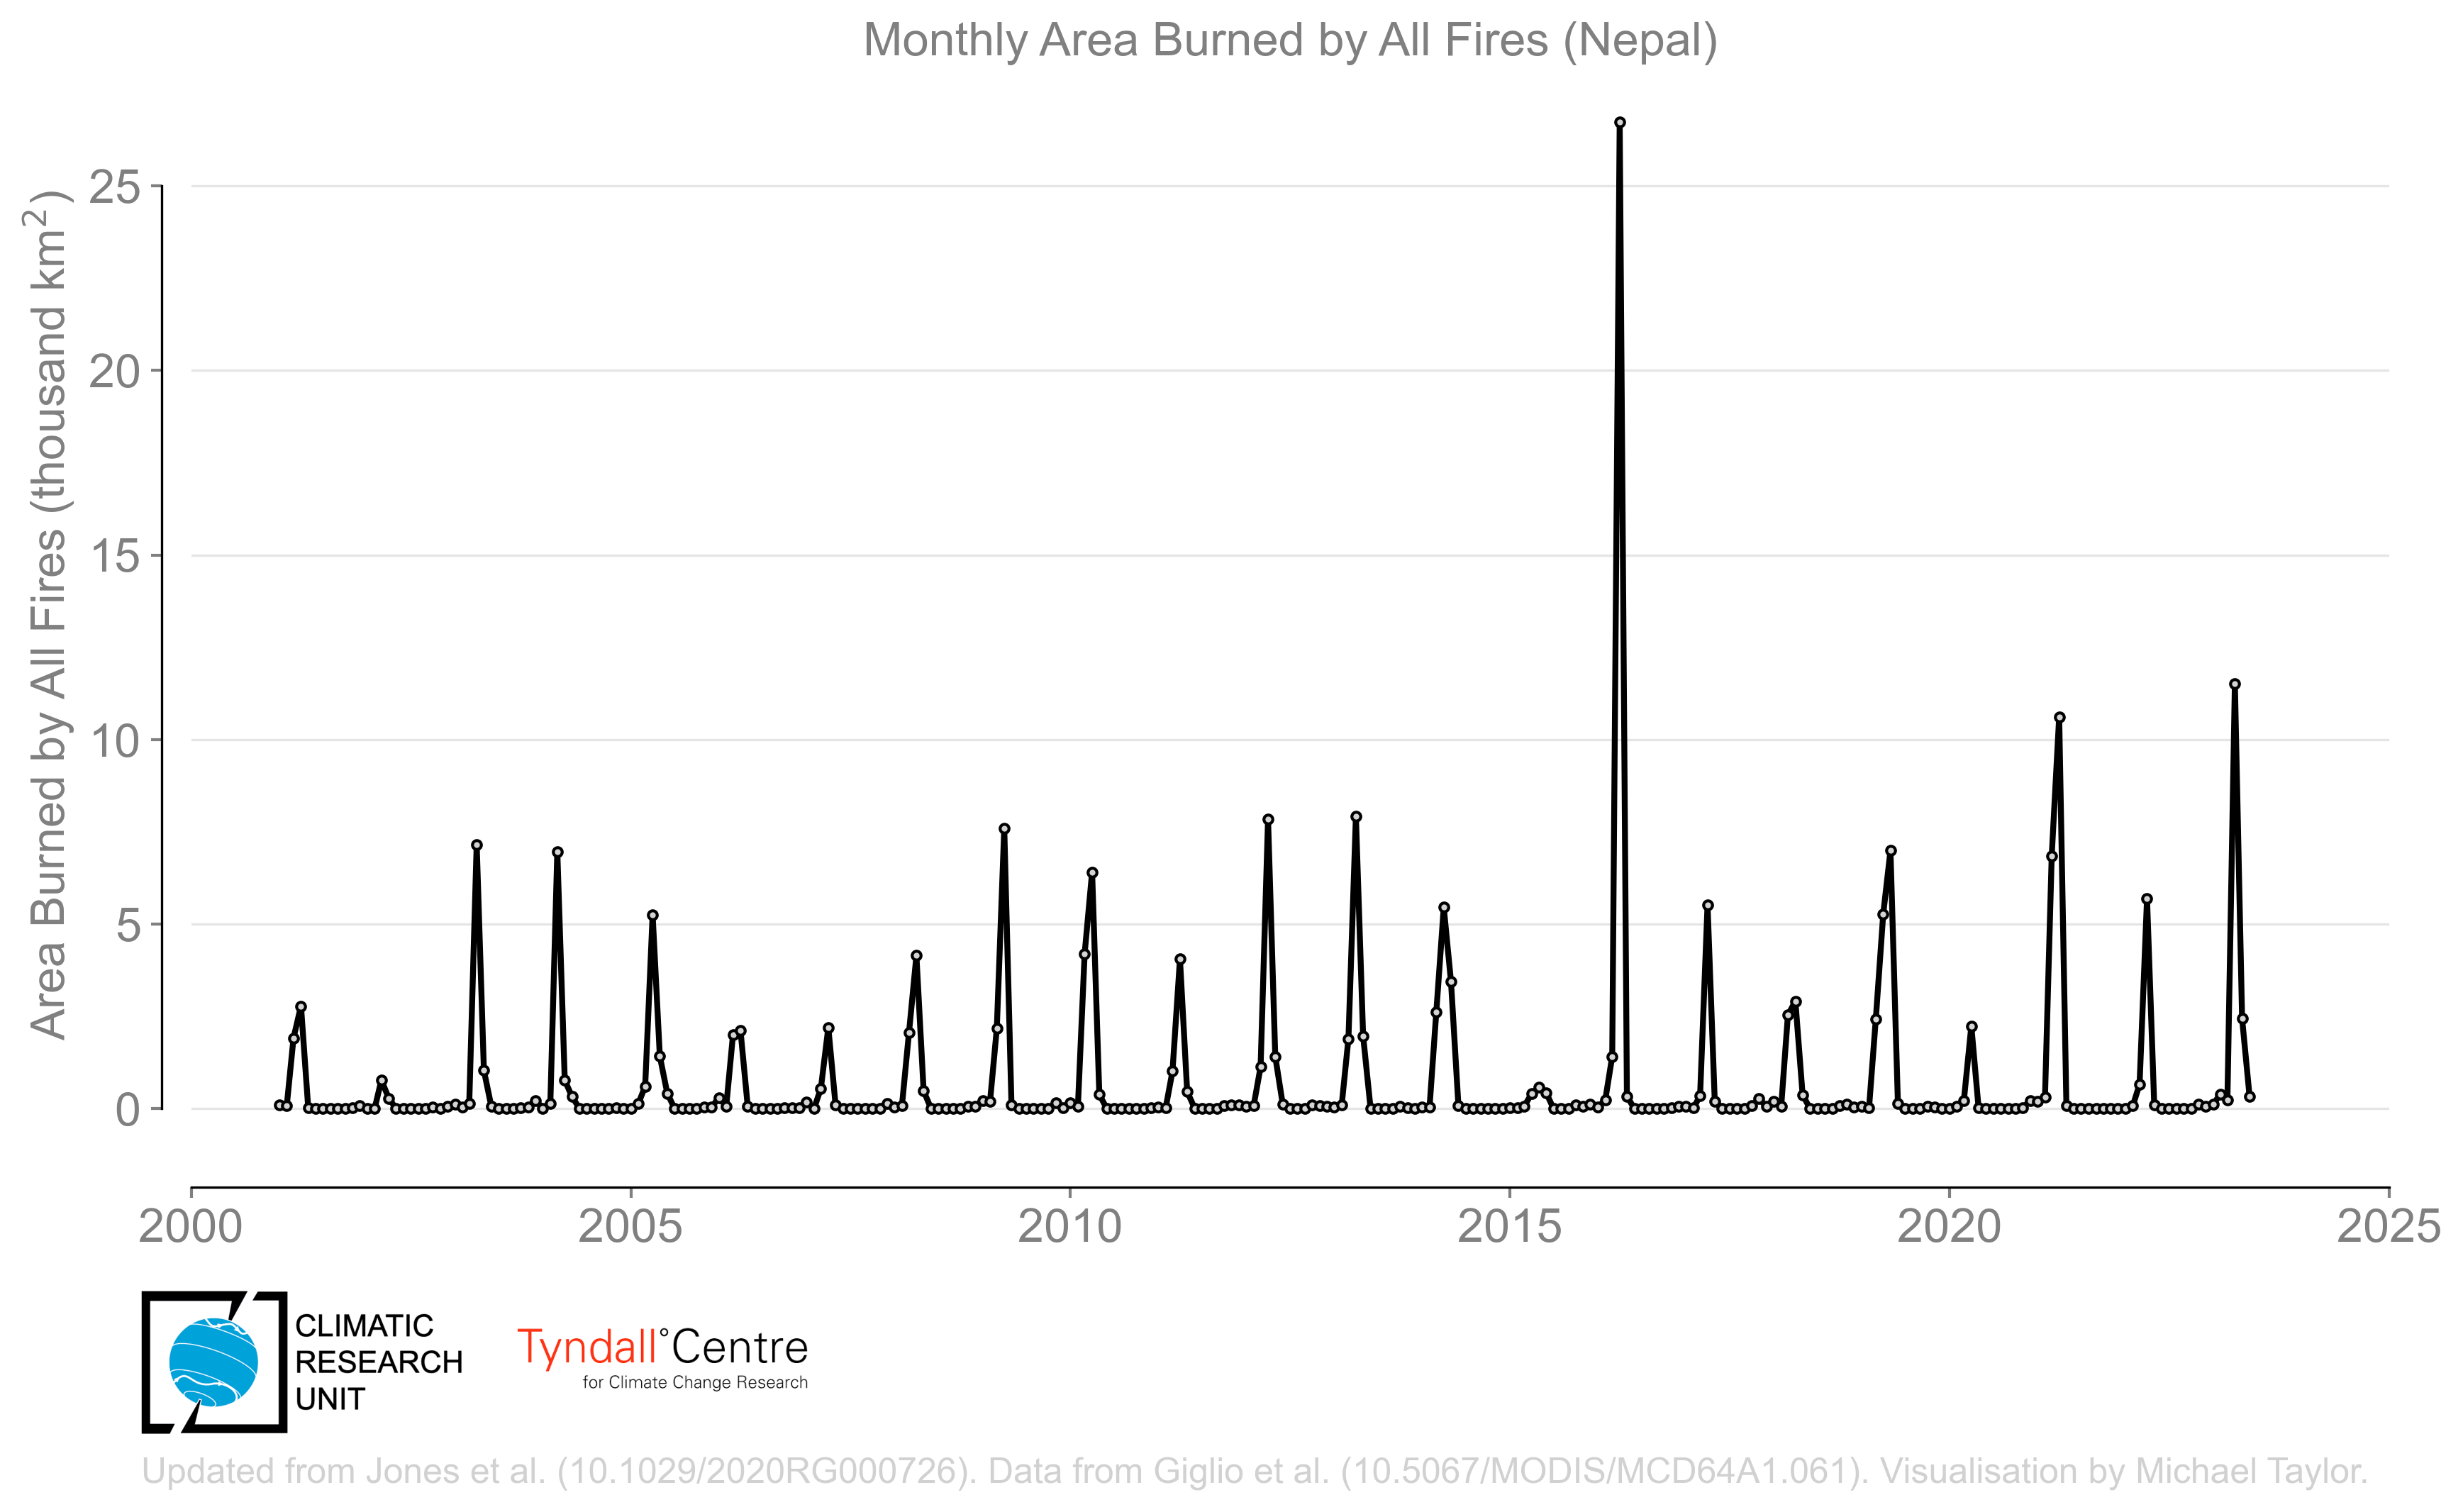 Monthly Area Burned by All Fires (Nepal)
Area Burned by All Fires (thousand km²)
25
20
15
10
5
0
2000 2005 2010 2015 2020 2025
CLIMATIC
RESEARCH
UNIT
Tyndall°Centre
for Climate Change Research
Updated from Jones et al. (10.1029/2020RG000726). Data from Giglio et al. (10.5067/MODIS/MCD64A1.061). Visualisation by Michael Taylor.